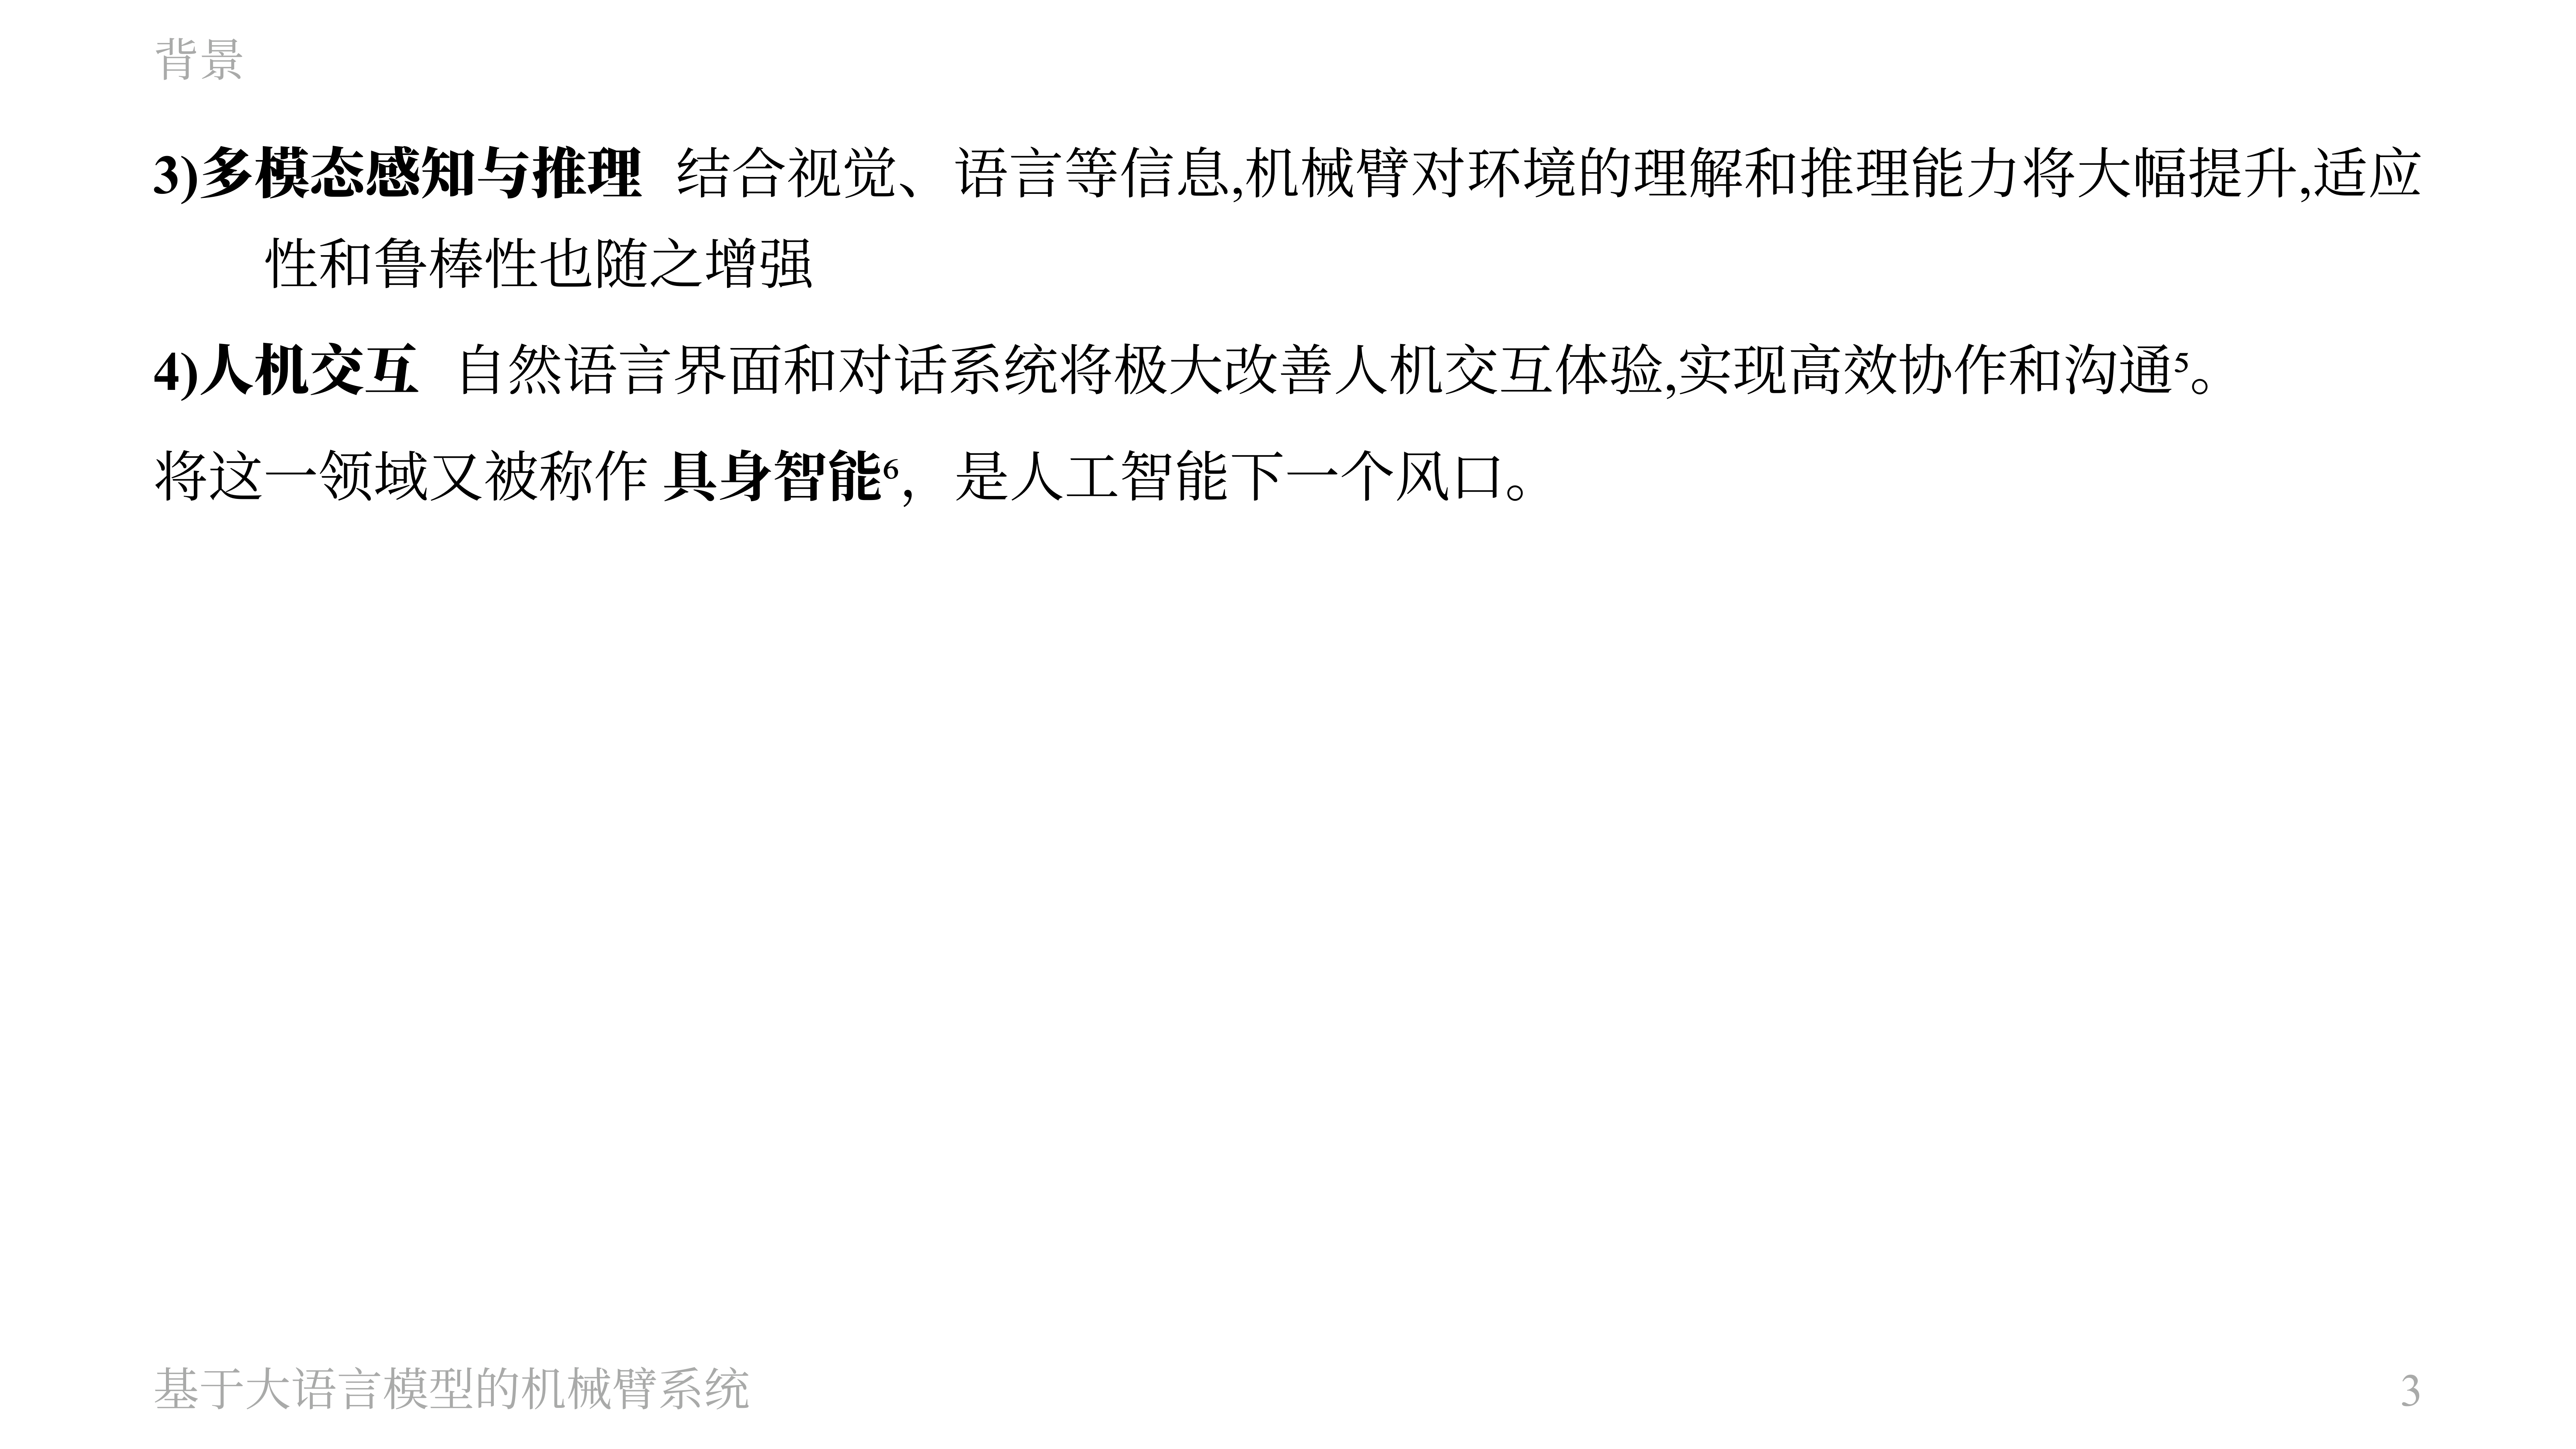 背景
3)多模态感知与推理 结合视觉、语言等信息,机械臂对环境的理解和推理能力将大幅提升,适应
性和鲁棒性也随之增强
4)人机交互 自然语言界面和对话系统将极大改善人机交互体验,实现高效协作和沟通⁵。
将这一领域又被称作 具身智能⁶，是人工智能下一个风口。
基于大语言模型的机械臂系统
3